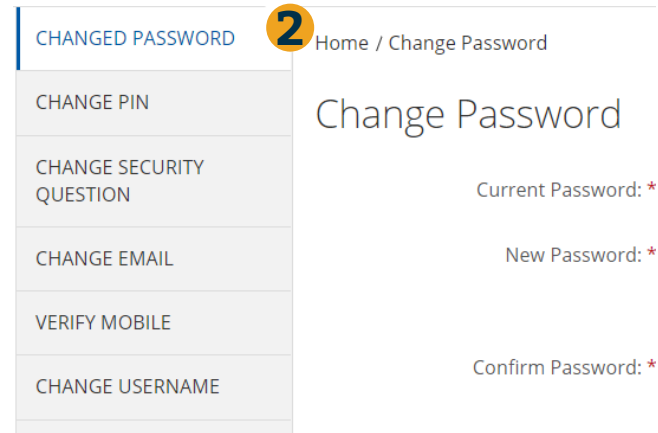 CHANGED PASSWORD
CHANGE PIN
CHANGE SECURITY
QUESTION
CHANGE EMAIL
VERIFY MOBILE
CHANGE USERNAME
2
Home / Change Password
Change Password
Current Password: *
New Password: *
Confirm Password: *